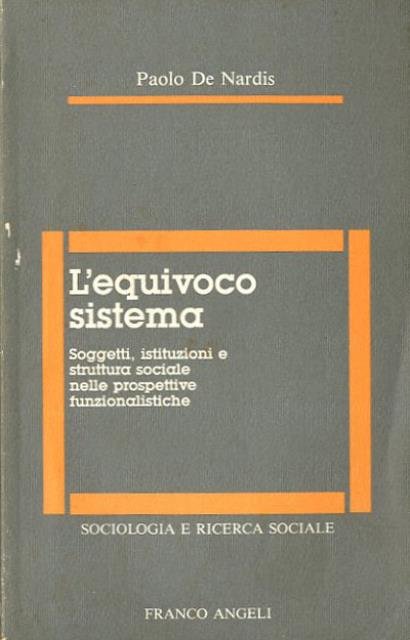 Paolo De Nardis
L'equivoco
sistema
Soggetti, istituzioni e
struttura sociale
nelle prospettive
funzionalistiche
SOCIOLOGIA E RICERCA SOCIALE
FRANCO ANGELI